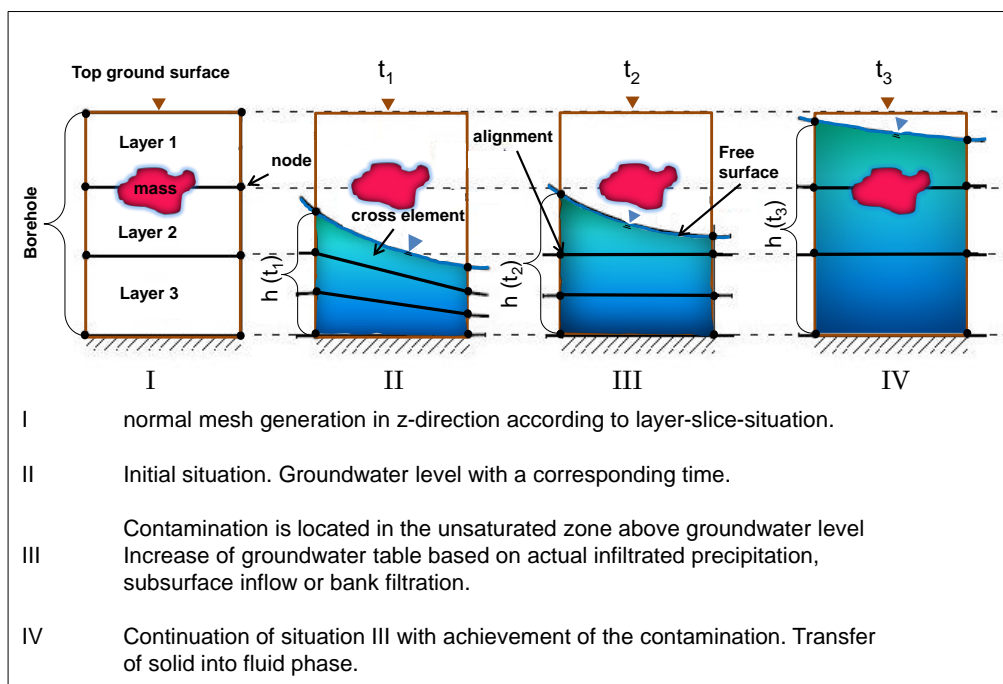 Top ground surface
t1
t2
t3
Borehole
Layer 1
mass
Layer 2
Layer 3
node
cross element
h (t1)
alignment
Free
surface
h (t2)
h (t3)
I
II
III
IV
I normal mesh generation in z-direction according to layer-slice-situation.
II Initial situation. Groundwater level with a corresponding time.
Contamination is located in the unsaturated zone above groundwater level
III Increase of groundwater table based on actual infiltrated precipitation,
subsurface inflow or bank filtration.
IV Continuation of situation III with achievement of the contamination. Transfer
of solid into fluid phase.